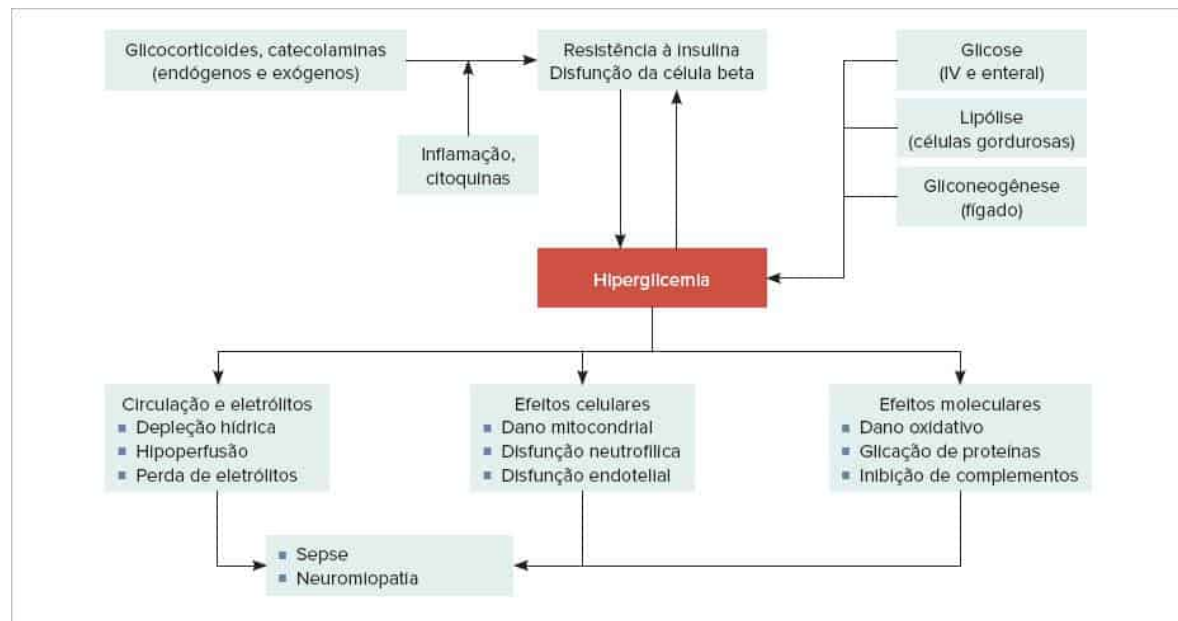 Glicocorticoides, catecolaminas
(endógenos e exógenos)
Resistência à insulina
Disfunção da célula beta
Glicose
(IV e enteral)
Lipólise
(células gordurosas)
Gliconeogênese
(fígado)
Inflamação,
citoquinas
Hiperglicemia
Circulação e eletrólitos
■ Depleção hídrica
■ Hipoperfusão
■ Perda de eletrólitos
Efeitos celulares
■ Dano mitocondrial
■ Disfunção neutrofílica
■ Disfunção endotelial
Efeitos moleculares
■ Dano oxidativo
■ Glicação de proteínas
■ Inibição de complementos
■ Sepse
■ Neuromiopatia